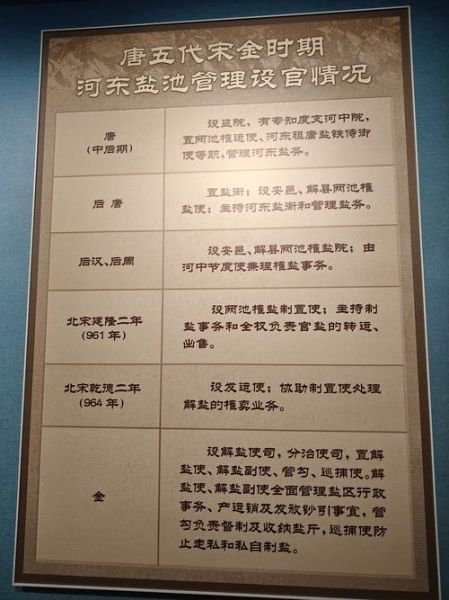 唐五代宋金时期
河东盐池管理设官情况
唐
(中后期)
设监院，有专知度支河中院，
置两池榷运使、河东租庸盐铁侍御
使等职，管理河东盐务。
后唐
置盐斋；设安邑、解县两池榷
盐使；主持河东盐斋和管理盐务。
后汉、后周
设安邑、解县两池榷盐院；由
河中节度使兼理榷盐事务。
北宋建隆二年
(961年)
设两池榷盐制置使；主持制
盐事务和全权负责官盐的转运、
出售。
北宋乾德二年
(964年)
设发运使；协助制置使处理
解盐的榷卖业务。
金
设解盐使司，分治使司，置解
盐使、解盐副使、管勾、巡捕使。解
盐使、解盐副使全面管理盐区行政
事务、产运销及发放钞引事宜，管
勾负责督制及收纳盐斤，巡捕使防
止走私和私自制盐。